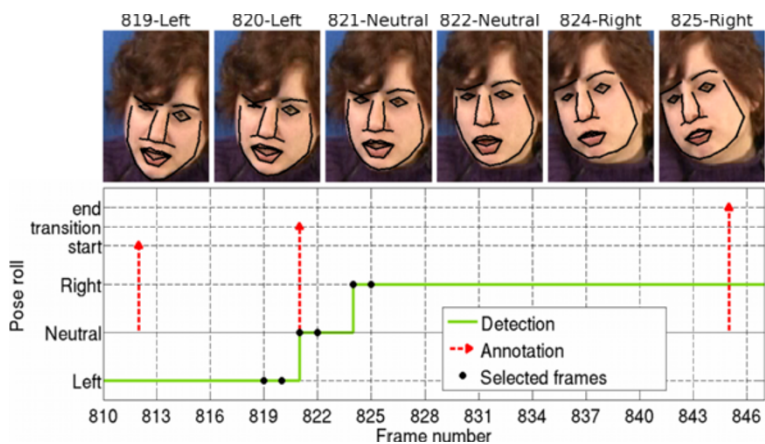 819-Left 820-Left 821-Neutral 822-Neutral 824-Right 825-Right
end
transition
start
Right
Neutral
Left
Pose roll
Detection
Annotation
Selected frames
810 813 816 819 822 825 828 831 834 837 840 843 846
Frame number